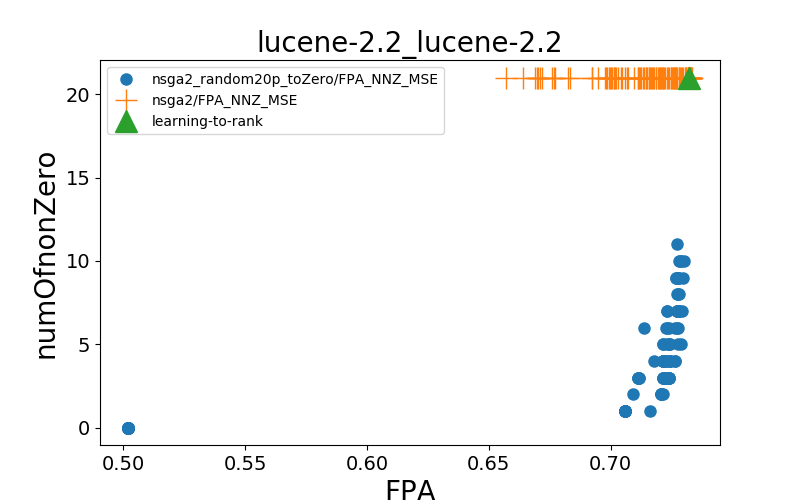 lucene-2.2_lucene-2.2
nsga2_random20p_toZero/FPA_NNZ_MSE
nsga2/FPA_NNZ_MSE
learning-to-rank
numOfnonZero
20
15
10
5
0
0.50 0.55 0.60 0.65 0.70
FPA